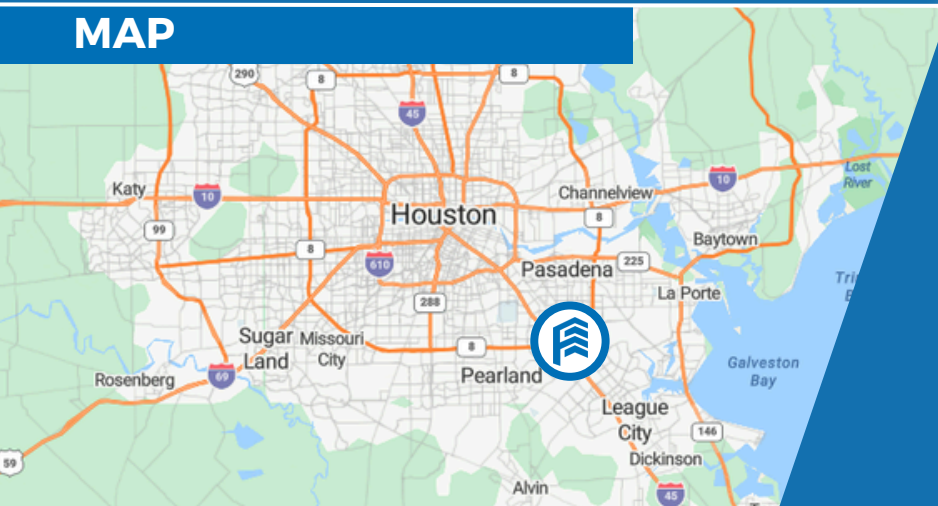 MAP
290
8
8
45
Lost
River
10
Katy
10
Channelview
Houston
8
99
Baytown
8
610
Pasadena
225
La Porte
288
Sugar
Land
Missouri
City
8
Galveston
Bay
Rosenberg
69
Pearland
League
City
146
Dickinson
59
Alvin
45